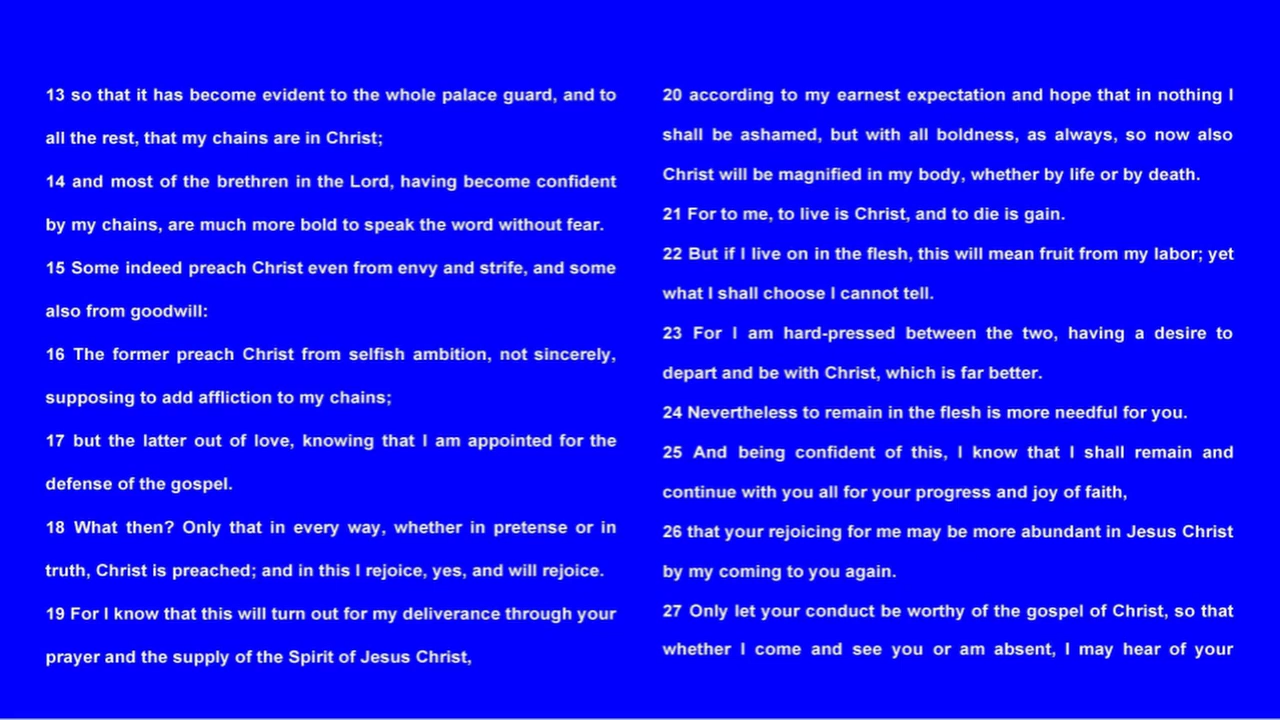 13 so that it has become evident to the whole palace guard, and to
all the rest, that my chains are in Christ;
14 and most of the brethren in the Lord, having become confident
by my chains, are much more bold to speak the word without fear.
15 Some indeed preach Christ even from envy and strife, and some
also from goodwill:
16 The former preach Christ from selfish ambition, not sincerely,
supposing to add affliction to my chains;
17 but the latter out of love, knowing that I am appointed for the
defense of the gospel.
18 What then? Only that in every way, whether in pretense or in
truth, Christ is preached; and in this I rejoice, yes, and will rejoice.
19 For I know that this will turn out for my deliverance through your
prayer and the supply of the Spirit of Jesus Christ,
20 according to my earnest expectation and hope that in nothing I
shall be ashamed, but with all boldness, as always, so now also
Christ will be magnified in my body, whether by life or by death.
21 For to me, to live is Christ, and to die is gain.
22 But if I live on in the flesh, this will mean fruit from my labor; yet
what I shall choose I cannot tell.
23 For I am hard-pressed between the two, having a desire to
depart and be with Christ, which is far better.
24 Nevertheless to remain in the flesh is more needful for you.
25 And being confident of this, I know that I shall remain and
continue with you all for your progress and joy of faith,
26 that your rejoicing for me may be more abundant in Jesus Christ
by my coming to you again.
27 Only let your conduct be worthy of the gospel of Christ, so that
whether I come and see you or am absent, I may hear of your